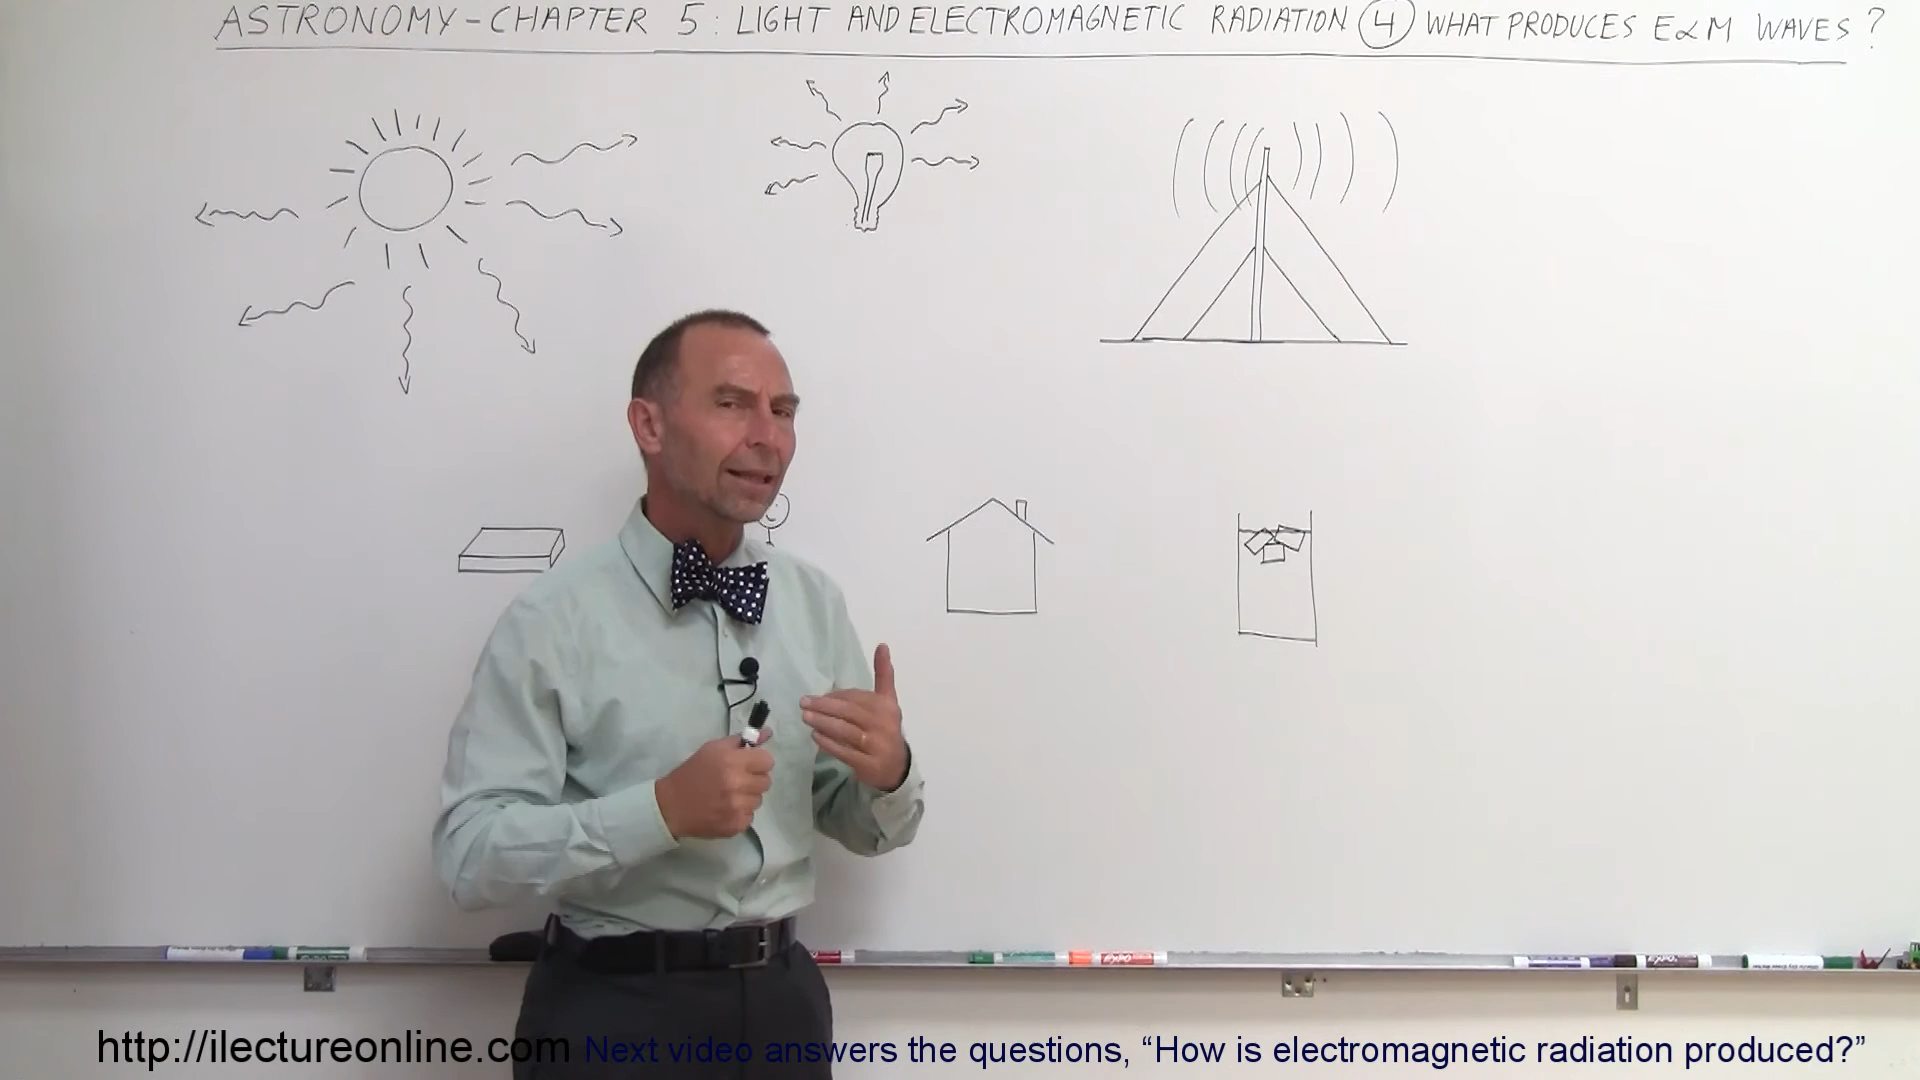 ASTRONOMY - CHAPTER 5: LIGHT AND ELECTROMAGNETIC RADIATION ④ WHAT PRODUCES E&M WAVES?
http://ilectureonline.com Next video answers the questions, “How is electromagnetic radiation produced?”